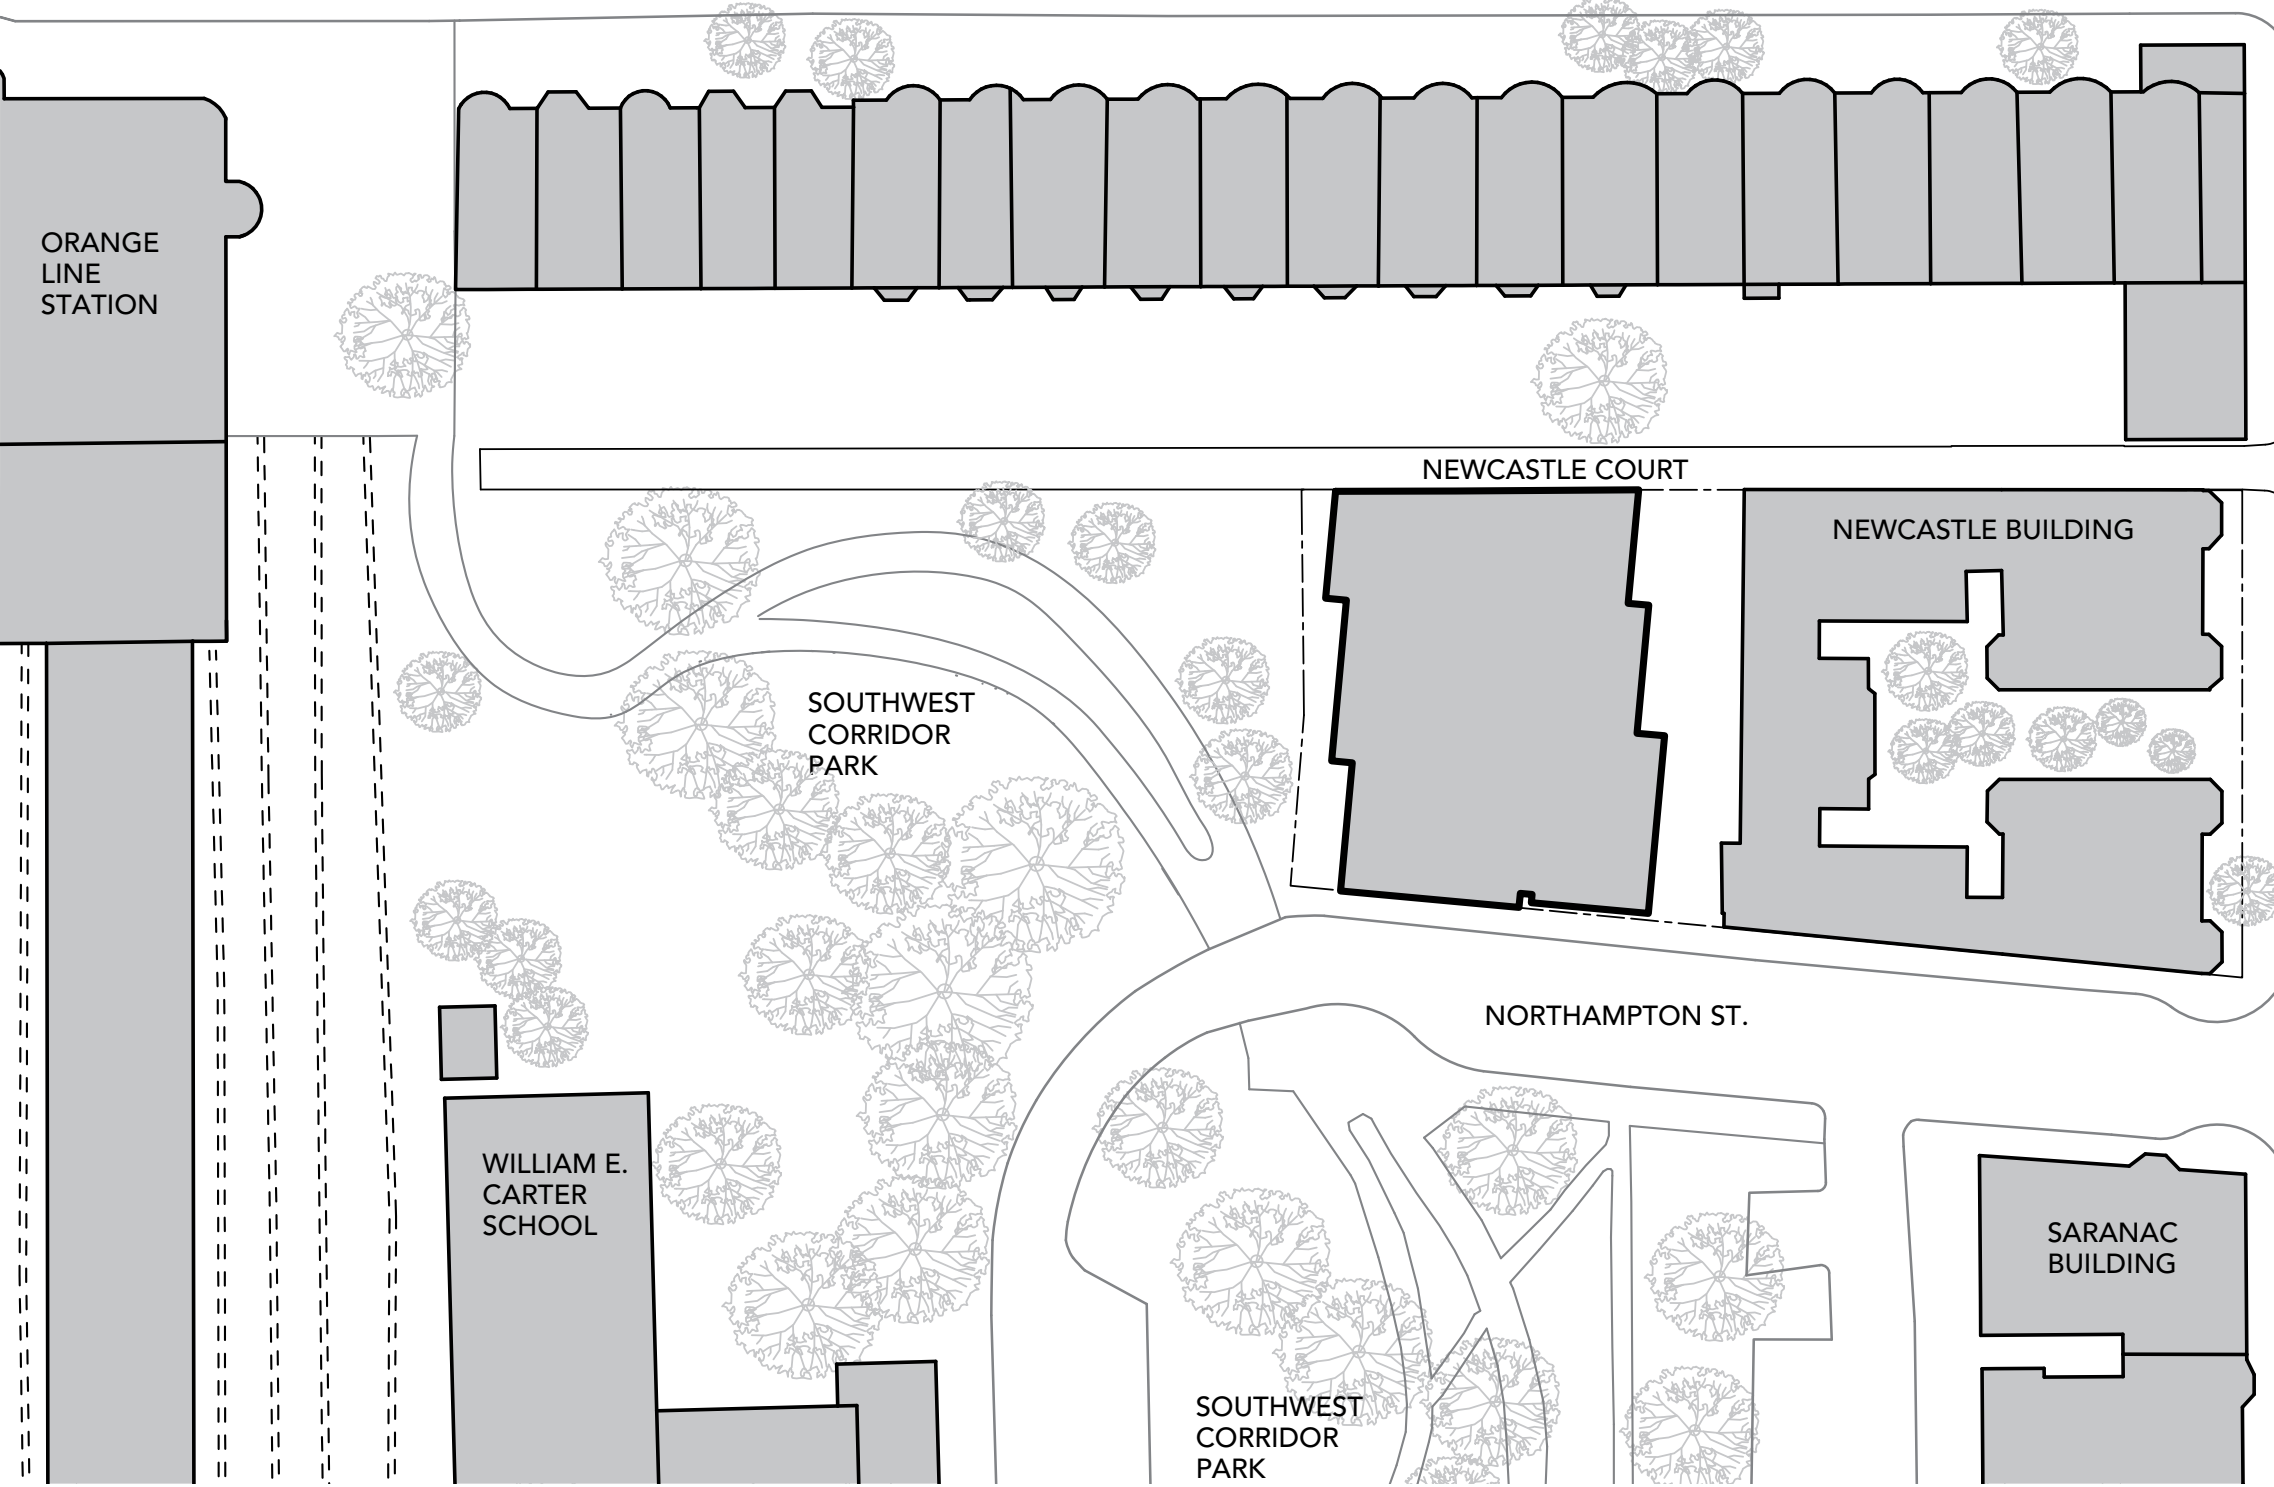 ORANGE
LINE
STATION
NEWCASTLE COURT
NEWCASTLE BUILDING
SOUTHWEST
CORRIDOR
PARK
NORTHAMPTON ST.
WILLIAM E.
CARTER
SCHOOL
SARANAC
BUILDING
SOUTHWEST
CORRIDOR
PARK